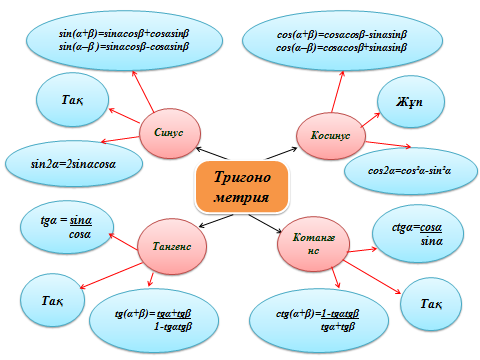 sin(α+β)=sinαcosβ+cosαsinβ
sin(α–β )=sinαcosβ-cosαsinβ
cos(α+β)=cosαcosβ-sinαsinβ
cos(α–β)=cosαcosβ+sinαsinβ
Тақ
Синус
Косинус
Жұп
sin2α=2sinαcosα
cos2α=cos²α-sin²α
Тригоно
метрия
tgα = sinα
cosα
Тангенс
Котанге
нс
ctgα=cosα
sinα
Тақ
tg(α+β)= tgα+tgβ
1-tgαtgβ
ctg(α+β)=1-tgαtgβ
tgα+tgβ
Тақ